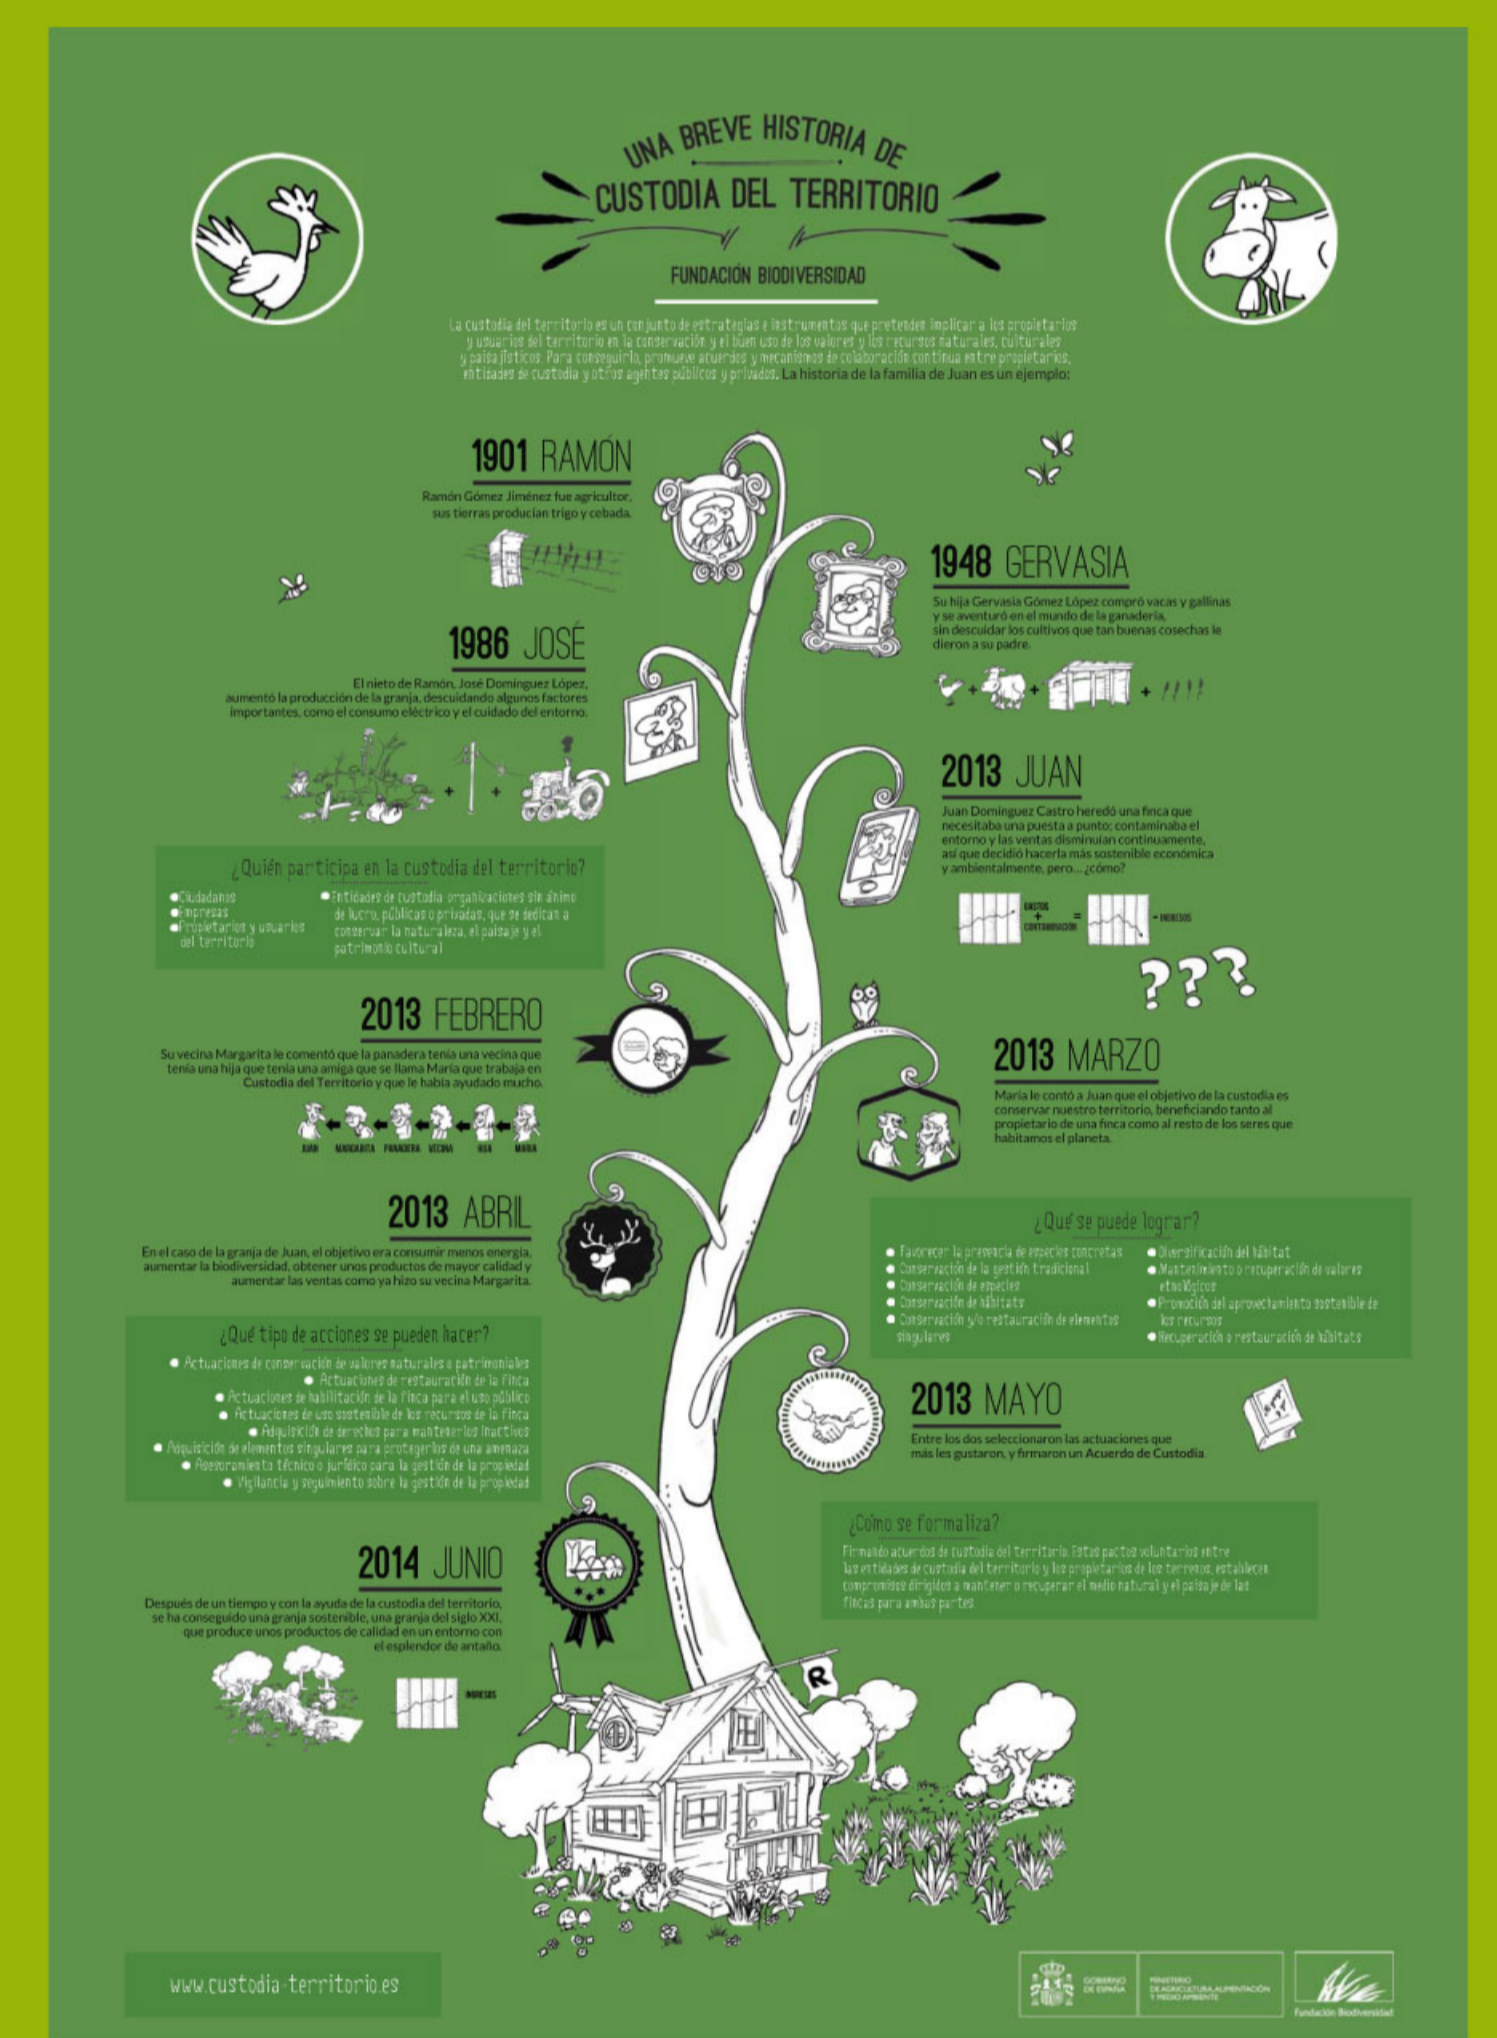 UNA BREVE HISTORIA DE
CUSTODIA DEL TERRITORIO
FUNDACIÓN BIODIVERSIDAD
La custodia del territorio es un conjunto de estrategias e instrumentos que pretenden implicar a los propietarios
y usuarios del territorio en la conservación y el buen uso de los valores y los recursos naturales, culturales
y paisajísticos. Para conseguirlo, promueve acuerdos y mecanismos de colaboración continua entre propietarios,
entidades de custodia y otros agentes públicos y privados. La historia de la familia de Juan es un ejemplo:
1901 RAMÓN
Ramón Gómez Jiménez fue agricultor,
sus tierras producían trigo y cebada.
1948 GERVASIA
Su hija Gervasia Gómez López compró vacas y gallinas
y se aventuró en el mundo de la ganadería,
sin descuidar los cultivos que tan buenas cosechas le
dieron a su padre.
+ + +
1986 JOSÉ
El nieto de Ramón, José Domínguez López,
aumentó la producción de la granja, descuidando algunos factores
importantes, como el consumo eléctrico y el cuidado del entorno.
+ +
2013 JUAN
Juan Domínguez Castro heredó una finca que
necesitaba una puesta a punto; contaminaba el
entorno y las ventas disminuían continuamente,
así que decidió hacerla más sostenible económica
y ambientalmente, pero... ¿cómo?
GASTOS
+
CONTAMINACIÓN
=
- INGRESOS
???
¿Quién participa en la custodia del territorio?
●Ciudadanos
●Empresas
●Propietarios y usuarios
del territorio
●Entidades de custodia organizaciones sin ánimo
de lucro, públicas o privadas, que se dedican a
conservar la naturaleza, el paisaje y el
patrimonio cultural
2013 FEBRERO
Su vecina Margarita le comentó que la panadera tenía una vecina que
tenía una hija que tenía una amiga que se llama María que trabaja en
Custodia del Territorio y que le había ayudado mucho.
JUAN MARGARITA PANADERA VECINA HIJA MARÍA
2013 MARZO
María le contó a Juan que el objetivo de la custodia es
conservar nuestro territorio, beneficiando tanto al
propietario de una finca como al resto de los seres que
habitamos el planeta.
2013 ABRIL
En el caso de la granja de Juan, el objetivo era consumir menos energía,
aumentar la biodiversidad, obtener unos productos de mayor calidad y
aumentar las ventas como ya hizo su vecina Margarita.
¿Qué se puede lograr?
● Favorecer la presencia de especies concretas
● Conservación de la gestión tradicional
● Conservación de especies
● Conservación de hábitats
● Conservación y/o restauración de elementos
singulares
● Diversificación del hábitat
● Mantenimiento o recuperación de valores
etnológicos
● Promoción del aprovechamiento sostenible de
los recursos
● Recuperación o restauración de hábitats
¿Qué tipo de acciones se pueden hacer?
● Actuaciones de conservación de valores naturales o patrimoniales
● Actuaciones de restauración de la finca
● Actuaciones de habilitación de la finca para el uso público
● Actuaciones de uso sostenible de los recursos de la finca
● Adquisición de derechos para mantenerlos inactivos
● Adquisición de elementos singulares para protegerlos de una amenaza
● Asesoramiento técnico o jurídico para la gestión de la propiedad
● Vigilancia y seguimiento sobre la gestión de la propiedad
2013 MAYO
Entre los dos seleccionaron las actuaciones que
más les gustaron, y firmaron un Acuerdo de Custodia.
¿Cómo se formaliza?
Firmando acuerdos de custodia del territorio. Estos pactos voluntarios entre
las entidades de custodia del territorio y los propietarios de los terrenos, establecen
compromisos dirigidos a mantener o recuperar el medio natural y el paisaje de las
fincas para ambas partes.
2014 JUNIO
Después de un tiempo y con la ayuda de la custodia del territorio,
se ha conseguido una granja sostenible, una granja del siglo XXI,
que produce unos productos de calidad en un entorno con
el esplendor de antaño.
INGRESOS
R
www.custodia-territorio.es
GOBIERNO
DE ESPAÑA
MINISTERIO
DE AGRICULTURA, ALIMENTACIÓN
Y MEDIO AMBIENTE
Fundación Biodiversidad